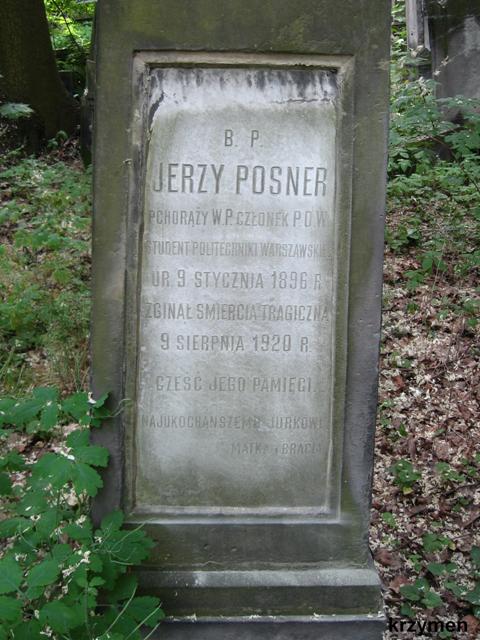 B. P.
JERZY POSNER
PCHORĄŻY W.P. CZŁONEK P.O.W.
STUDENT POLITECHNIKI WARSZAWSKIEJ
UR 9 STYCZNIA 1896 R
ZGINĄŁ ŚMIERCIĄ TRAGICZNĄ
9 SIERPNIA 1920 R.
CZEŚĆ JEGO PAMIĘCI.
NAJUKOCHAŃSZEMU JURKOWI
MATKA i BRACIA
krzymen